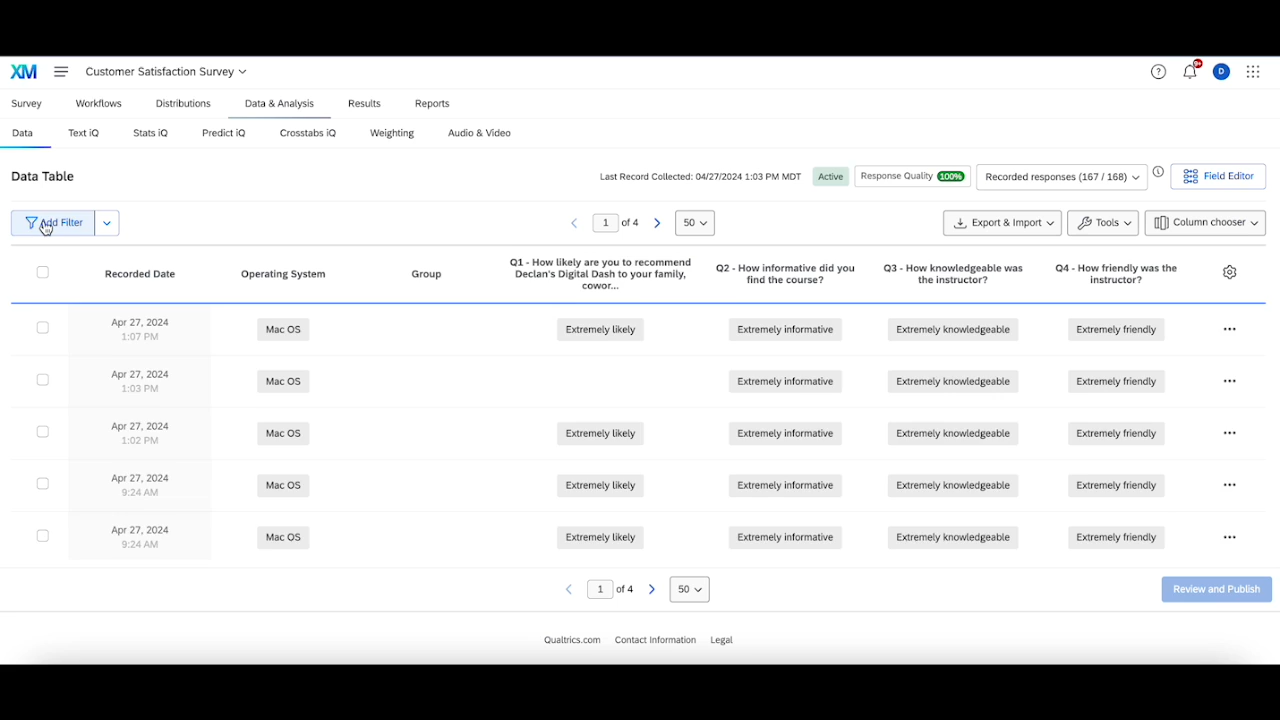 XM Customer Satisfaction Survey 9+ D
Survey Workflows Distributions Data & Analysis Results Reports
Data Text iQ Stats iQ Predict iQ Crosstabs iQ Weighting Audio & Video
Data Table Last Record Collected: 04/27/2024 1:03 PM MDT Active Response Quality 100% Recorded responses (167 / 168) Field Editor
Add Filter 1 of 4 50 Export & Import Tools Column chooser
Recorded Date Operating System Group
Q1 - How likely are you to recommend
Declan's Digital Dash to your family,
cowor...
Q2 - How informative did you
find the course?
Q3 - How knowledgeable was
the instructor?
Q4 - How friendly was the
instructor?
Apr 27, 2024
1:07 PM
Mac OS Extremely likely Extremely informative Extremely knowledgeable Extremely friendly
Apr 27, 2024
1:03 PM
Mac OS Extremely informative Extremely knowledgeable Extremely friendly
Apr 27, 2024
1:02 PM
Mac OS Extremely likely Extremely informative Extremely knowledgeable Extremely friendly
Apr 27, 2024
9:24 AM
Mac OS Extremely likely Extremely informative Extremely knowledgeable Extremely friendly
Apr 27, 2024
9:24 AM
Mac OS Extremely likely Extremely informative Extremely knowledgeable Extremely friendly
1 of 4 50 Review and Publish
Qualtrics.com Contact Information Legal